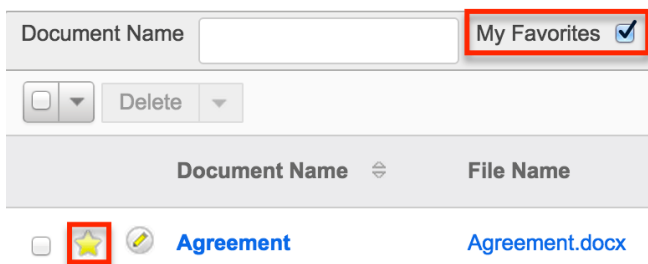 Document Name My Favorites
Delete
Document Name File Name
Agreement Agreement.docx